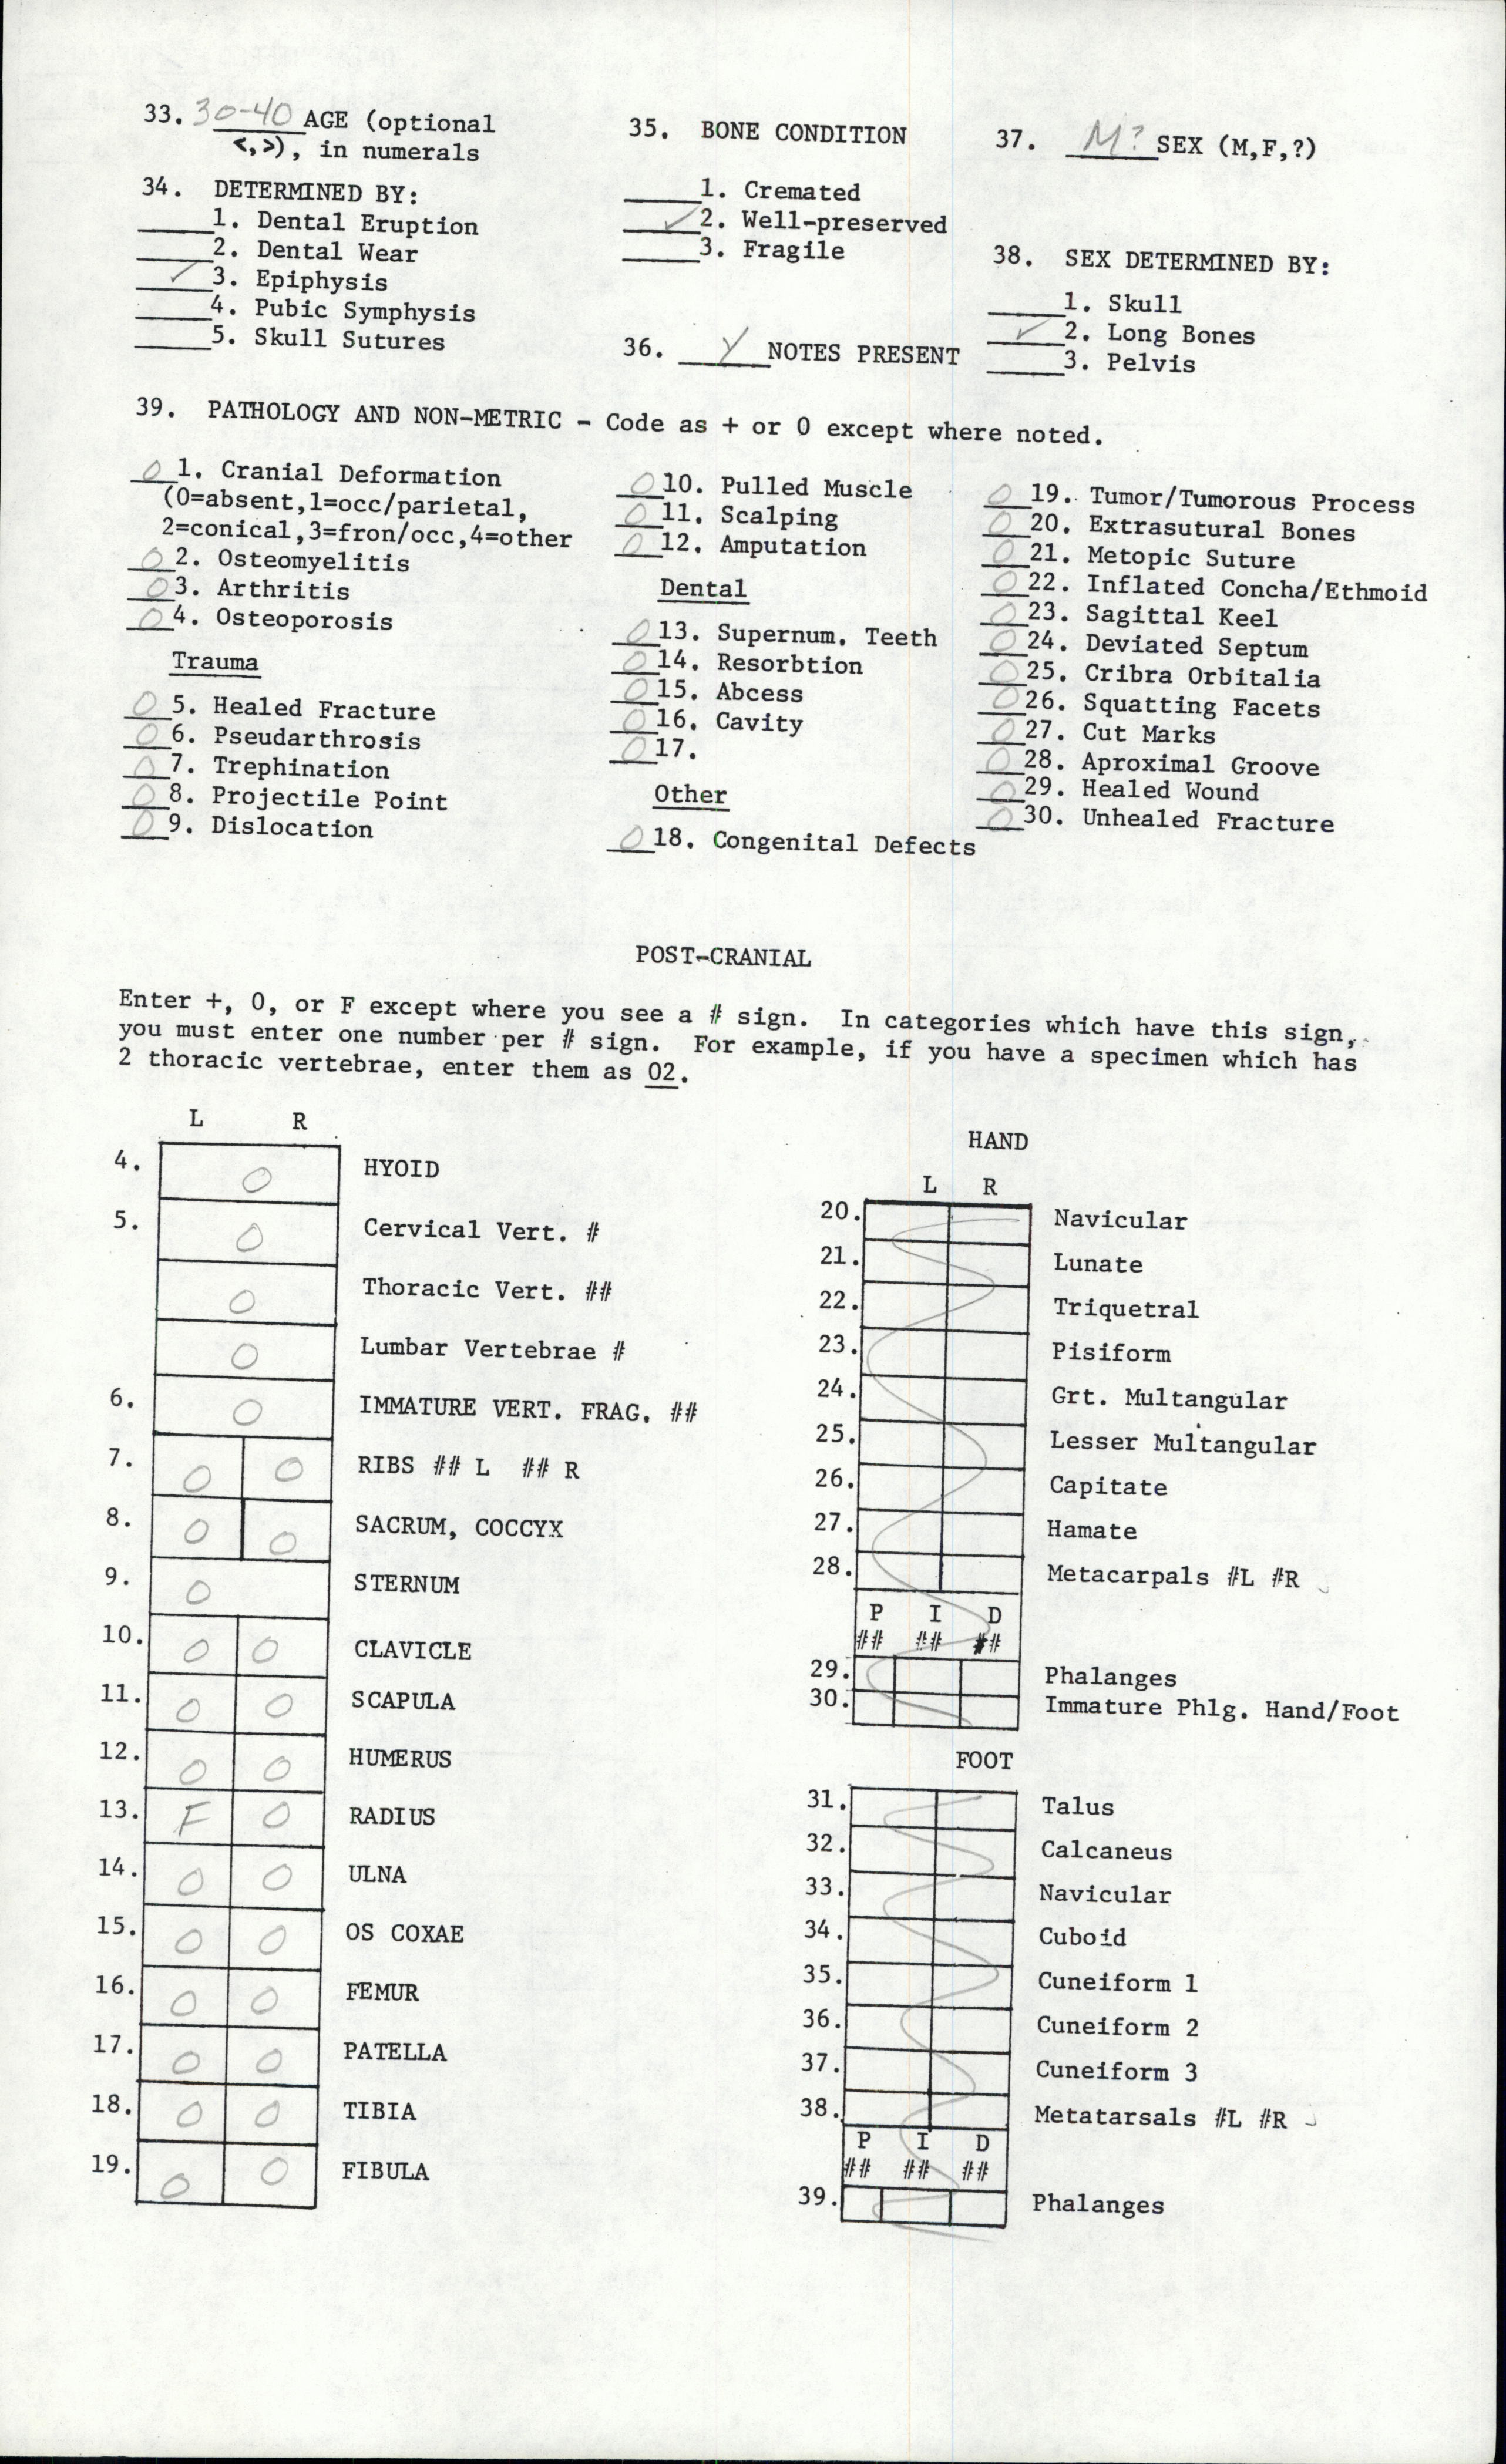 33. 30-40 AGE (optional
<,>), in numerals
34. DETERMINED BY:
1. Dental Eruption
2. Dental Wear
✓ 3. Epiphysis
4. Pubic Symphysis
5. Skull Sutures
35. BONE CONDITION
1. Cremated
✓ 2. Well-preserved
3. Fragile
36. Y NOTES PRESENT
37. M? SEX (M,F,?)
38. SEX DETERMINED BY:
1. Skull
✓ 2. Long Bones
3. Pelvis
39. PATHOLOGY AND NON-METRIC - Code as + or 0 except where noted.
0 1. Cranial Deformation
(0=absent,1=occ/parietal,
2=conical,3=fron/occ,4=other
0 2. Osteomyelitis
0 3. Arthritis
0 4. Osteoporosis
Trauma
0 5. Healed Fracture
0 6. Pseudarthrosis
0 7. Trephination
0 8. Projectile Point
0 9. Dislocation
0 10. Pulled Muscle
0 11. Scalping
0 12. Amputation
Dental
0 13. Supernum. Teeth
0 14. Resorbtion
0 15. Abcess
0 16. Cavity
0 17.
Other
0 18. Congenital Defects
0 19. Tumor/Tumorous Process
0 20. Extrasutural Bones
0 21. Metopic Suture
0 22. Inflated Concha/Ethmoid
0 23. Sagittal Keel
0 24. Deviated Septum
0 25. Cribra Orbitalia
0 26. Squatting Facets
0 27. Cut Marks
0 28. Aproximal Groove
0 29. Healed Wound
0 30. Unhealed Fracture
POST-CRANIAL
Enter +, 0, or F except where you see a # sign. In categories which have this sign,
you must enter one number per # sign. For example, if you have a specimen which has
2 thoracic vertebrae, enter them as 02.
L R
4. 0 HYOID
5. 0 Cervical Vert. #
0 Thoracic Vert. ##
0 Lumbar Vertebrae #
6. 0 IMMATURE VERT. FRAG. ##
7. 0 0 RIBS ## L ## R
8. 0 0 SACRUM, COCCYX
9. 0 STERNUM
10. 0 0 CLAVICLE
11. 0 0 SCAPULA
12. 0 0 HUMERUS
13. F 0 RADIUS
14. 0 0 ULNA
15. 0 0 OS COXAE
16. 0 0 FEMUR
17. 0 0 PATELLA
18. 0 0 TIBIA
19. 0 0 FIBULA
HAND
L R
20. Navicular
21. Lunate
22. Triquetral
23. Pisiform
24. Grt. Multangular
25. Lesser Multangular
26. Capitate
27. Hamate
28. Metacarpals #L #R
P I D
## ## ##
29. Phalanges
30. Immature Phlg. Hand/Foot
FOOT
31. Talus
32. Calcaneus
33. Navicular
34. Cuboid
35. Cuneiform 1
36. Cuneiform 2
37. Cuneiform 3
38. Metatarsals #L #R
P I D
## ## ##
39. Phalanges